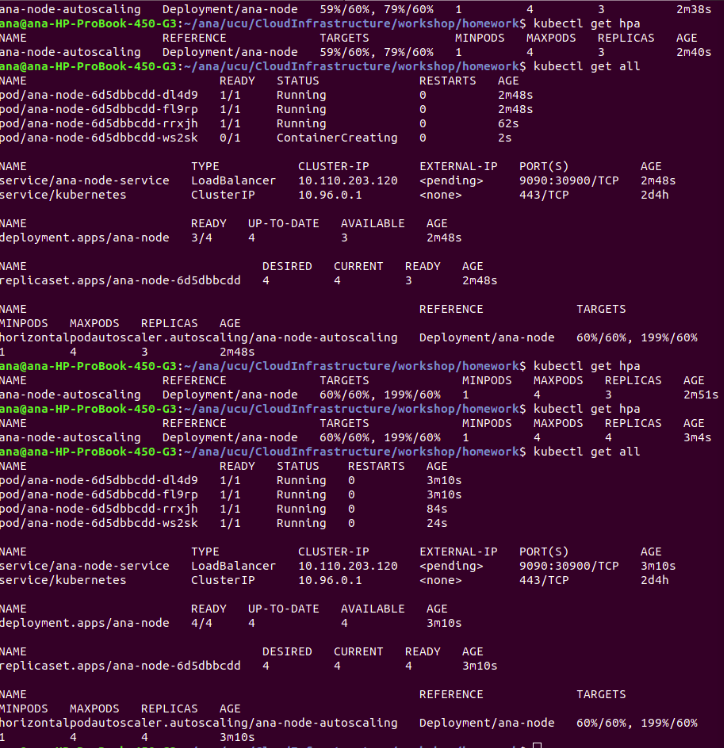 ana-node-autoscaling   Deployment/ana-node   59%/60%, 79%/60%   1         4         3          2m38s
ana@ana-HP-ProBook-450-G3:~/ana/ucu/CloudInfrastructure/workshop/homework$ kubectl get hpa
NAME                   REFERENCE             TARGETS            MINPODS   MAXPODS   REPLICAS   AGE
ana-node-autoscaling   Deployment/ana-node   59%/60%, 79%/60%   1         4         3          2m40s
ana@ana-HP-ProBook-450-G3:~/ana/ucu/CloudInfrastructure/workshop/homework$ kubectl get all
NAME                            READY   STATUS              RESTARTS   AGE
pod/ana-node-6d5dbbcdd-dl4d9   1/1     Running             0          2m48s
pod/ana-node-6d5dbbcdd-fl9rp   1/1     Running             0          2m48s
pod/ana-node-6d5dbbcdd-rrxjh   1/1     Running             0          62s
pod/ana-node-6d5dbbcdd-ws2sk   0/1     ContainerCreating   0          2s
NAME                       TYPE           CLUSTER-IP       EXTERNAL-IP   PORT(S)          AGE
service/ana-node-service   LoadBalancer   10.110.203.120   <pending>     9090:30900/TCP   2m48s
service/kubernetes         ClusterIP      10.96.0.1        <none>        443/TCP          2d4h
NAME                       READY   UP-TO-DATE   AVAILABLE   AGE
deployment.apps/ana-node   3/4     4            3           2m48s
NAME                                 DESIRED   CURRENT   READY   AGE
replicaset.apps/ana-node-6d5dbbcdd   4         4         3       2m48s
NAME                                                       REFERENCE             TARGETS
MINPODS   MAXPODS   REPLICAS   AGE
horizontalpodautoscaler.autoscaling/ana-node-autoscaling   Deployment/ana-node   60%/60%, 199%/60%
1         4         3          2m48s
ana@ana-HP-ProBook-450-G3:~/ana/ucu/CloudInfrastructure/workshop/homework$ kubectl get hpa
NAME                   REFERENCE             TARGETS             MINPODS   MAXPODS   REPLICAS   AGE
ana-node-autoscaling   Deployment/ana-node   60%/60%, 199%/60%   1         4         3          2m51s
ana@ana-HP-ProBook-450-G3:~/ana/ucu/CloudInfrastructure/workshop/homework$ kubectl get hpa
NAME                   REFERENCE             TARGETS             MINPODS   MAXPODS   REPLICAS   AGE
ana-node-autoscaling   Deployment/ana-node   60%/60%, 199%/60%   1         4         4          3m4s
ana@ana-HP-ProBook-450-G3:~/ana/ucu/CloudInfrastructure/workshop/homework$ kubectl get all
NAME                            READY   STATUS    RESTARTS   AGE
pod/ana-node-6d5dbbcdd-dl4d9   1/1     Running   0          3m10s
pod/ana-node-6d5dbbcdd-fl9rp   1/1     Running   0          3m10s
pod/ana-node-6d5dbbcdd-rrxjh   1/1     Running   0          84s
pod/ana-node-6d5dbbcdd-ws2sk   1/1     Running   0          24s
NAME                       TYPE           CLUSTER-IP       EXTERNAL-IP   PORT(S)          AGE
service/ana-node-service   LoadBalancer   10.110.203.120   <pending>     9090:30900/TCP   3m10s
service/kubernetes         ClusterIP      10.96.0.1        <none>        443/TCP          2d4h
NAME                       READY   UP-TO-DATE   AVAILABLE   AGE
deployment.apps/ana-node   4/4     4            4           3m10s
NAME                                 DESIRED   CURRENT   READY   AGE
replicaset.apps/ana-node-6d5dbbcdd   4         4         4       3m10s
NAME                                                       REFERENCE             TARGETS
MINPODS   MAXPODS   REPLICAS   AGE
horizontalpodautoscaler.autoscaling/ana-node-autoscaling   Deployment/ana-node   60%/60%, 199%/60%
1         4         4          3m10s